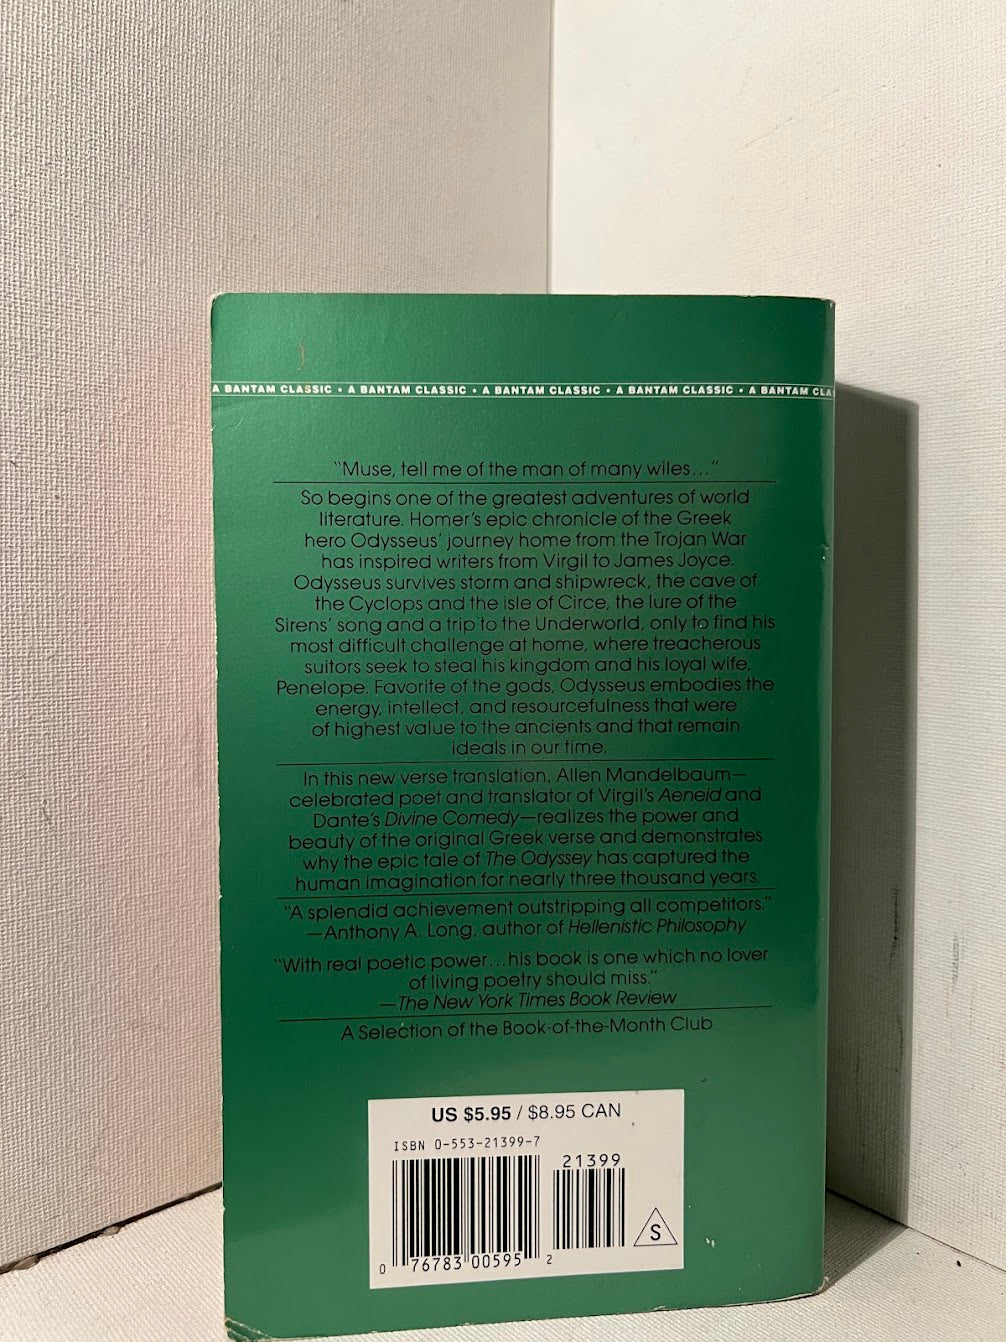 A BANTAM CLASSIC • A BANTAM CLASSIC • A BANTAM CLASSIC • A BANTAM CLASSIC • A BANTAM CLA
"Muse, tell me of the man of many wiles..."
So begins one of the greatest adventures of world
literature. Homer's epic chronicle of the Greek
hero Odysseus' journey home from the Trojan War
has inspired writers from Virgil to James Joyce.
Odysseus survives storm and shipwreck, the cave of
the Cyclops and the isle of Circe, the lure of the
Sirens' song and a trip to the Underworld, only to find his
most difficult challenge at home, where treacherous
suitors seek to steal his kingdom and his loyal wife,
Penelope. Favorite of the gods, Odysseus embodies the
energy, intellect, and resourcefulness that were
of highest value to the ancients and that remain
ideals in our time.
In this new verse translation, Allen Mandelbaum—
celebrated poet and translator of Virgil's Aeneid and
Dante's Divine Comedy—realizes the power and
beauty of the original Greek verse and demonstrates
why the epic tale of The Odyssey has captured the
human imagination for nearly three thousand years.
"A splendid achievement outstripping all competitors."
—Anthony A. Long, author of Hellenistic Philosophy
"With real poetic power...his book is one which no lover
of living poetry should miss."
—The New York Times Book Review
A Selection of the Book-of-the-Month Club
US $5.95 / $8.95 CAN
ISBN 0-553-21399-7
21399
S
0 76783 00595 2